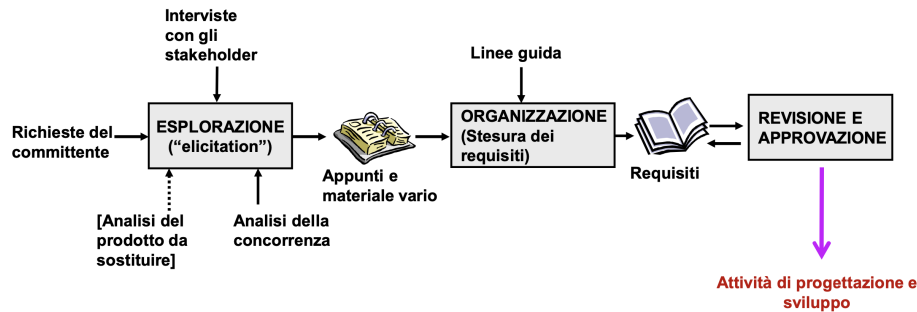 Interviste
con gli
stakeholder
Linee guida
Richieste del
committente
ESPLORAZIONE
(“elicitation”)
ORGANIZZAZIONE
(Stesura dei
requisiti)
REVISIONE E
APPROVAZIONE
Appunti e
materiale vario
Requisiti
[Analisi del
prodotto da
sostituire]
Analisi della
concorrenza
Attività di progettazione e
sviluppo